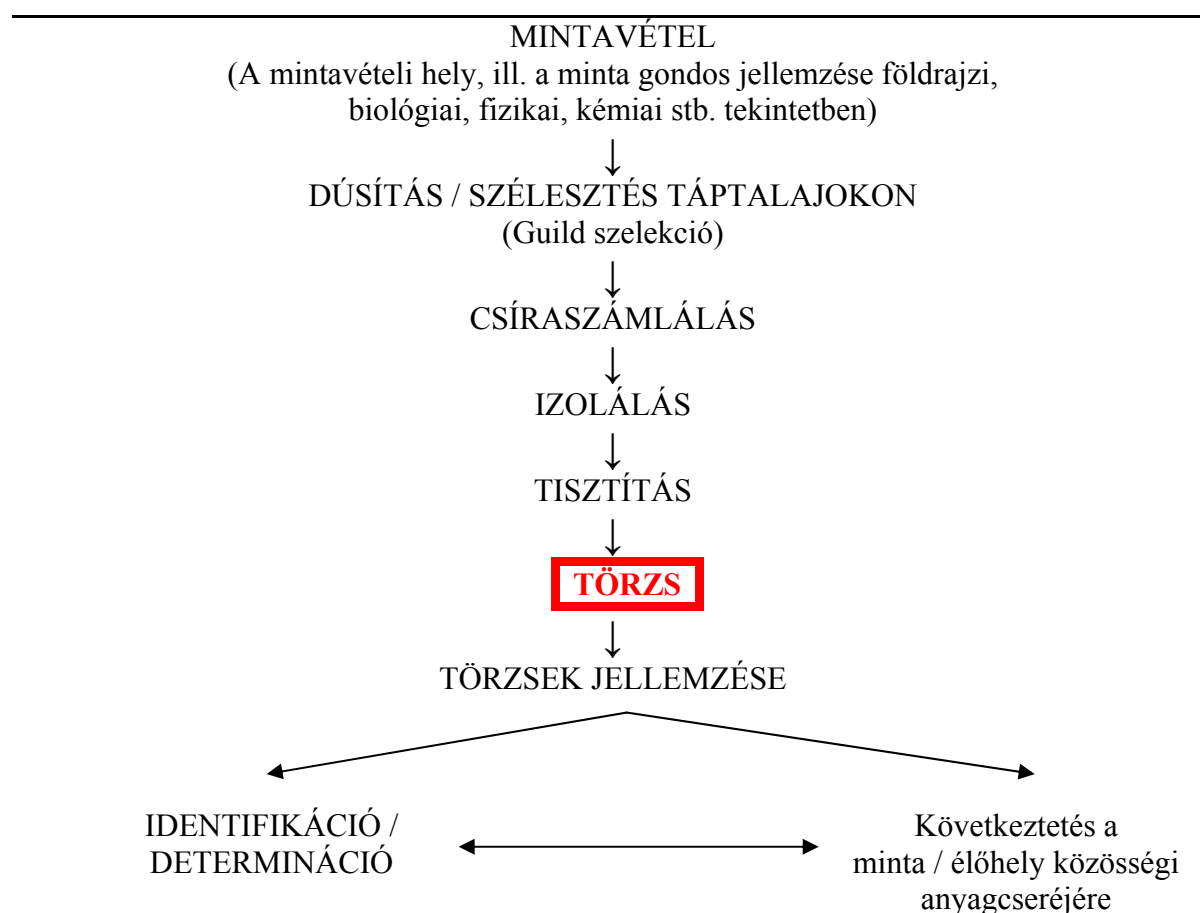 MINTAVÉTEL
(A mintavételi hely, ill. a minta gondos jellemzése földrajzi,
biológiai, fizikai, kémiai stb. tekintetben)
↓
DÚSÍTÁS / SZÉLESZTÉS TÁPTALAJOKON
(Guild szelekció)
↓
CSÍRASZÁMLÁLÁS
↓
IZOLÁLÁS
↓
TISZTÍTÁS
↓
TÖRZS
↓
TÖRZSEK JELLEMZÉSE
IDENTIFIKÁCIÓ /
DETERMINÁCIÓ
Következtetés a
minta / élőhely közösségi
anyagcseréjére